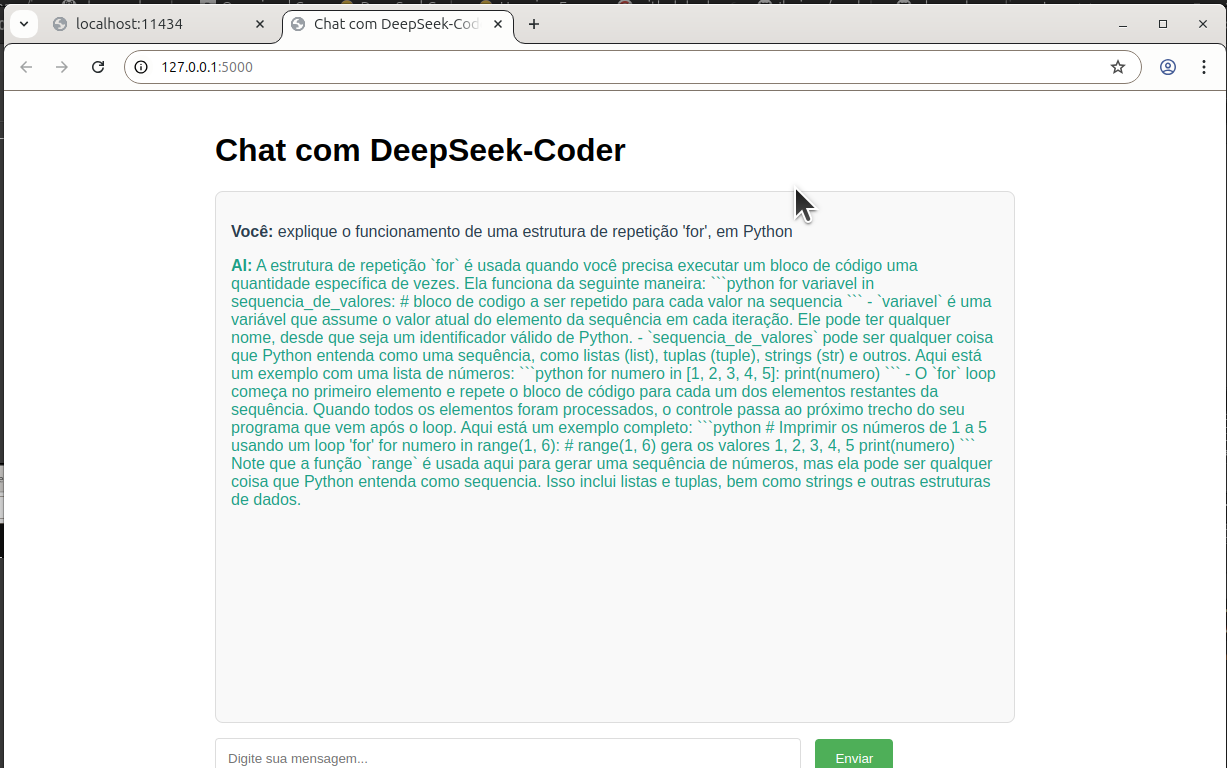 localhost:11434
Chat com DeepSeek-Cod
127.0.0.1:5000
Chat com DeepSeek-Coder
Você: explique o funcionamento de uma estrutura de repetição 'for', em Python
AI: A estrutura de repetição `for` é usada quando você precisa executar um bloco de código uma
quantidade específica de vezes. Ela funciona da seguinte maneira: ```python for variavel in
sequencia_de_valores: # bloco de codigo a ser repetido para cada valor na sequencia ``` - `variavel` é uma
variável que assume o valor atual do elemento da sequência em cada iteração. Ele pode ter qualquer
nome, desde que seja um identificador válido de Python. - `sequencia_de_valores` pode ser qualquer coisa
que Python entenda como uma sequência, como listas (list), tuplas (tuple), strings (str) e outros. Aqui está
um exemplo com uma lista de números: ```python for numero in [1, 2, 3, 4, 5]: print(numero) ``` - O `for` loop
começa no primeiro elemento e repete o bloco de código para cada um dos elementos restantes da
sequência. Quando todos os elementos foram processados, o controle passa ao próximo trecho do seu
programa que vem após o loop. Aqui está um exemplo completo: ```python # Imprimir os números de 1 a 5
usando um loop 'for' for numero in range(1, 6): # range(1, 6) gera os valores 1, 2, 3, 4, 5 print(numero) ```
Note que a função `range` é usada aqui para gerar uma sequência de números, mas ela pode ser qualquer
coisa que Python entenda como sequencia. Isso inclui listas e tuplas, bem como strings e outras estruturas
de dados.
Digite sua mensagem...
Enviar